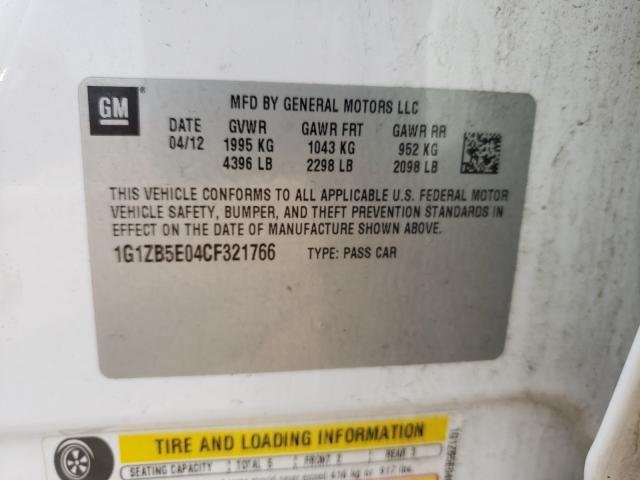 GM
MFD BY GENERAL MOTORS LLC
DATE GVWR GAWR FRT GAWR RR
04/12 1995 KG 1043 KG 952 KG
4396 LB 2298 LB 2098 LB
THIS VEHICLE CONFORMS TO ALL APPLICABLE U.S. FEDERAL MOTOR
VEHICLE SAFETY, BUMPER, AND THEFT PREVENTION STANDARDS IN
EFFECT ON THE DATE OF MANUFACTURE SHOWN ABOVE.
1G1ZB5E04CF321766 TYPE: PASS CAR
TIRE AND LOADING INFORMATION
SEATING CAPACITY TOTAL 5 FRONT 2 REAR 3